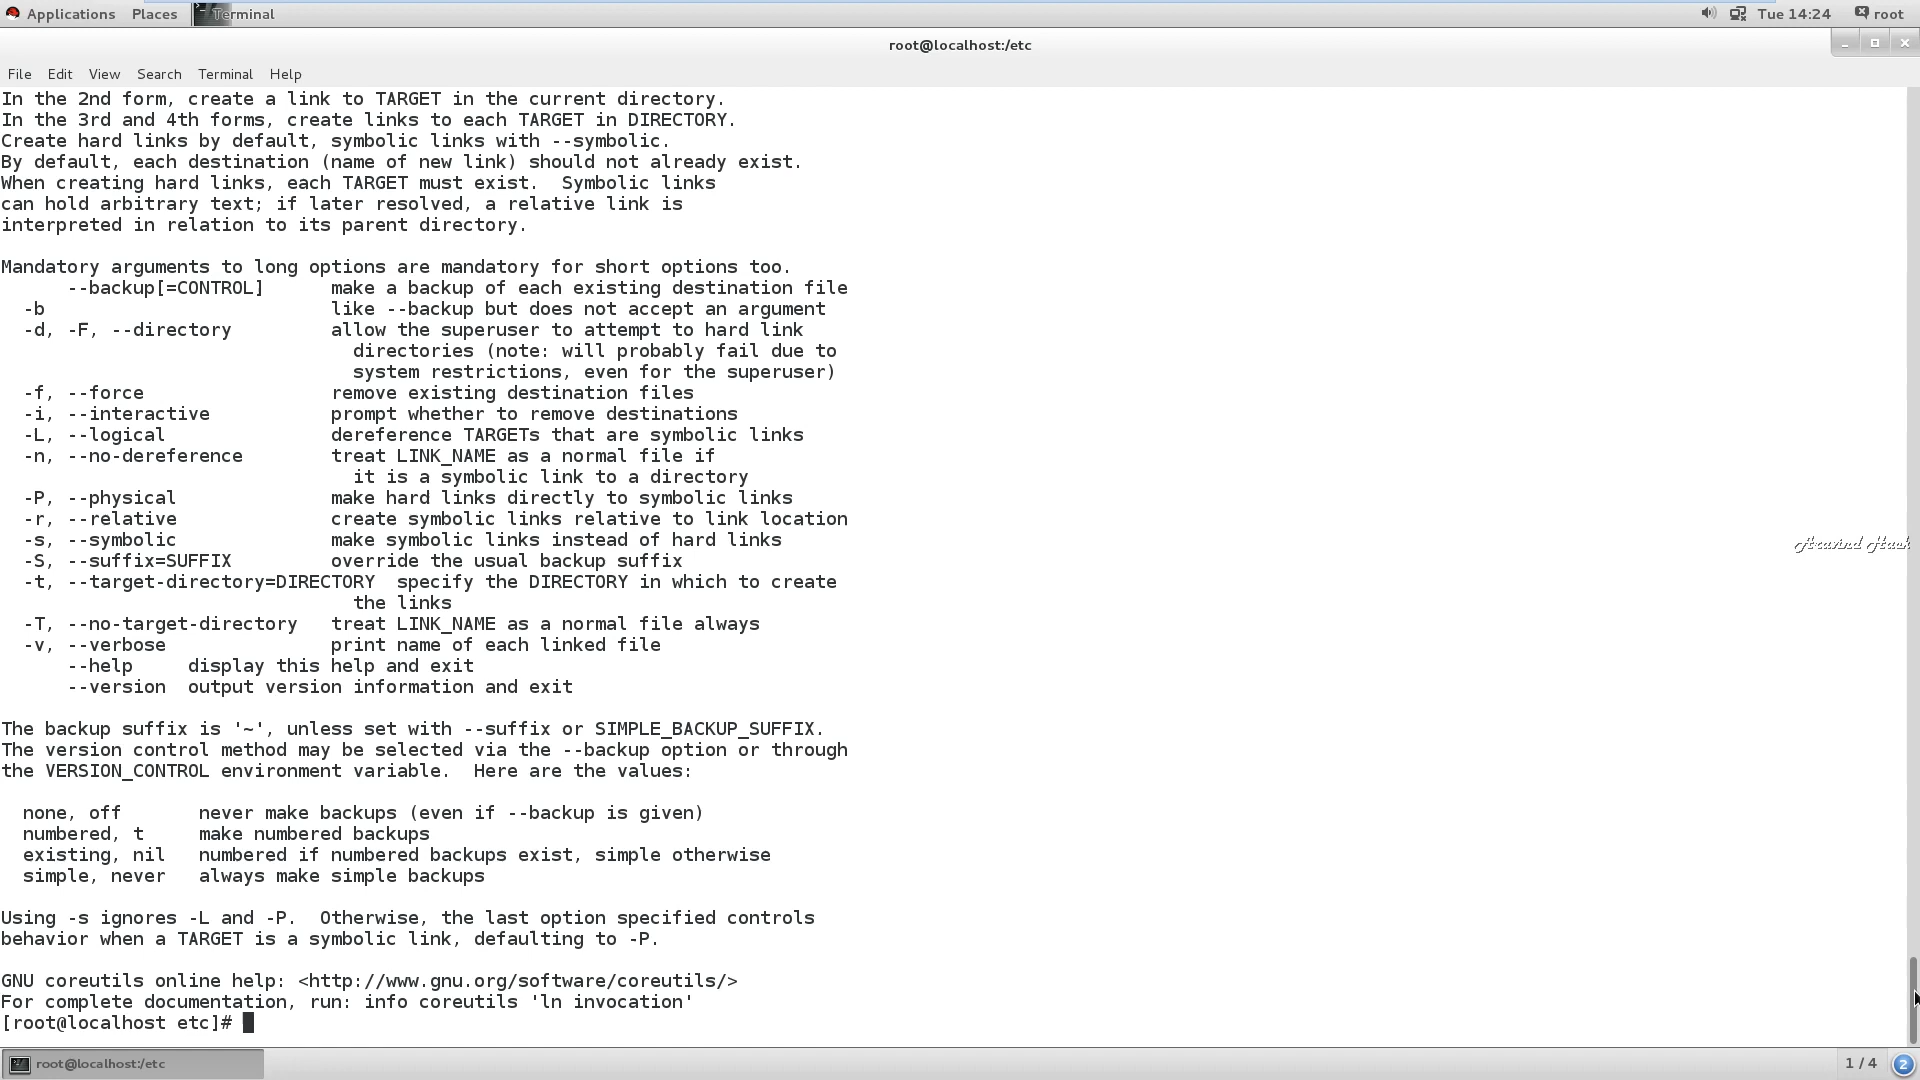 Applications Places Terminal Tue 14:24 root
root@localhost:/etc
File Edit View Search Terminal Help
In the 2nd form, create a link to TARGET in the current directory.
In the 3rd and 4th forms, create links to each TARGET in DIRECTORY.
Create hard links by default, symbolic links with --symbolic.
By default, each destination (name of new link) should not already exist.
When creating hard links, each TARGET must exist.  Symbolic links
can hold arbitrary text; if later resolved, a relative link is
interpreted in relation to its parent directory.

Mandatory arguments to long options are mandatory for short options too.
      --backup[=CONTROL]      make a backup of each existing destination file
  -b                          like --backup but does not accept an argument
  -d, -F, --directory         allow the superuser to attempt to hard link
                                directories (note: will probably fail due to
                                system restrictions, even for the superuser)
  -f, --force                 remove existing destination files
  -i, --interactive           prompt whether to remove destinations
  -L, --logical               dereference TARGETs that are symbolic links
  -n, --no-dereference        treat LINK_NAME as a normal file if
                                it is a symbolic link to a directory
  -P, --physical              make hard links directly to symbolic links
  -r, --relative              create symbolic links relative to link location
  -s, --symbolic              make symbolic links instead of hard links
  -S, --suffix=SUFFIX         override the usual backup suffix
  -t, --target-directory=DIRECTORY  specify the DIRECTORY in which to create
                                the links
  -T, --no-target-directory   treat LINK_NAME as a normal file always
  -v, --verbose               print name of each linked file
      --help     display this help and exit
      --version  output version information and exit

The backup suffix is '~', unless set with --suffix or SIMPLE_BACKUP_SUFFIX.
The version control method may be selected via the --backup option or through
the VERSION_CONTROL environment variable.  Here are the values:

  none, off       never make backups (even if --backup is given)
  numbered, t     make numbered backups
  existing, nil   numbered if numbered backups exist, simple otherwise
  simple, never   always make simple backups

Using -s ignores -L and -P.  Otherwise, the last option specified controls
behavior when a TARGET is a symbolic link, defaulting to -P.

GNU coreutils online help: <http://www.gnu.org/software/coreutils/>
For complete documentation, run: info coreutils 'ln invocation'
[root@localhost etc]#
Aravind Hack
root@localhost:/etc 1 / 4 2